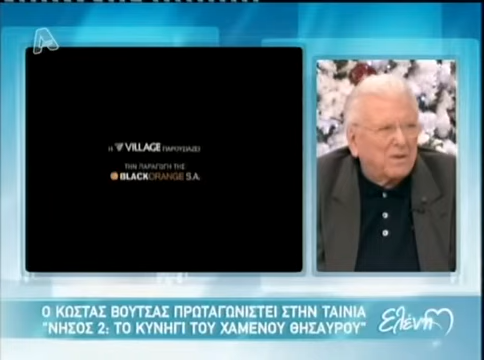 Η VILLAGE ΠΑΡΟΥΣΙΑΖΕΙ
ΤΗΝ ΠΑΡΑΓΩΓΗ ΤΗΣ
BLACKORANGE S.A.
Ο ΚΩΣΤΑΣ ΒΟΥΤΣΑΣ ΠΡΩΤΑΓΩΝΙΣΤΕΙ ΣΤΗΝ ΤΑΙΝΙΑ
"ΝΗΣΟΣ 2: ΤΟ ΚΥΝΗΓΙ ΤΟΥ ΧΑΜΕΝΟΥ ΘΗΣΑΥΡΟΥ"
Ελένη